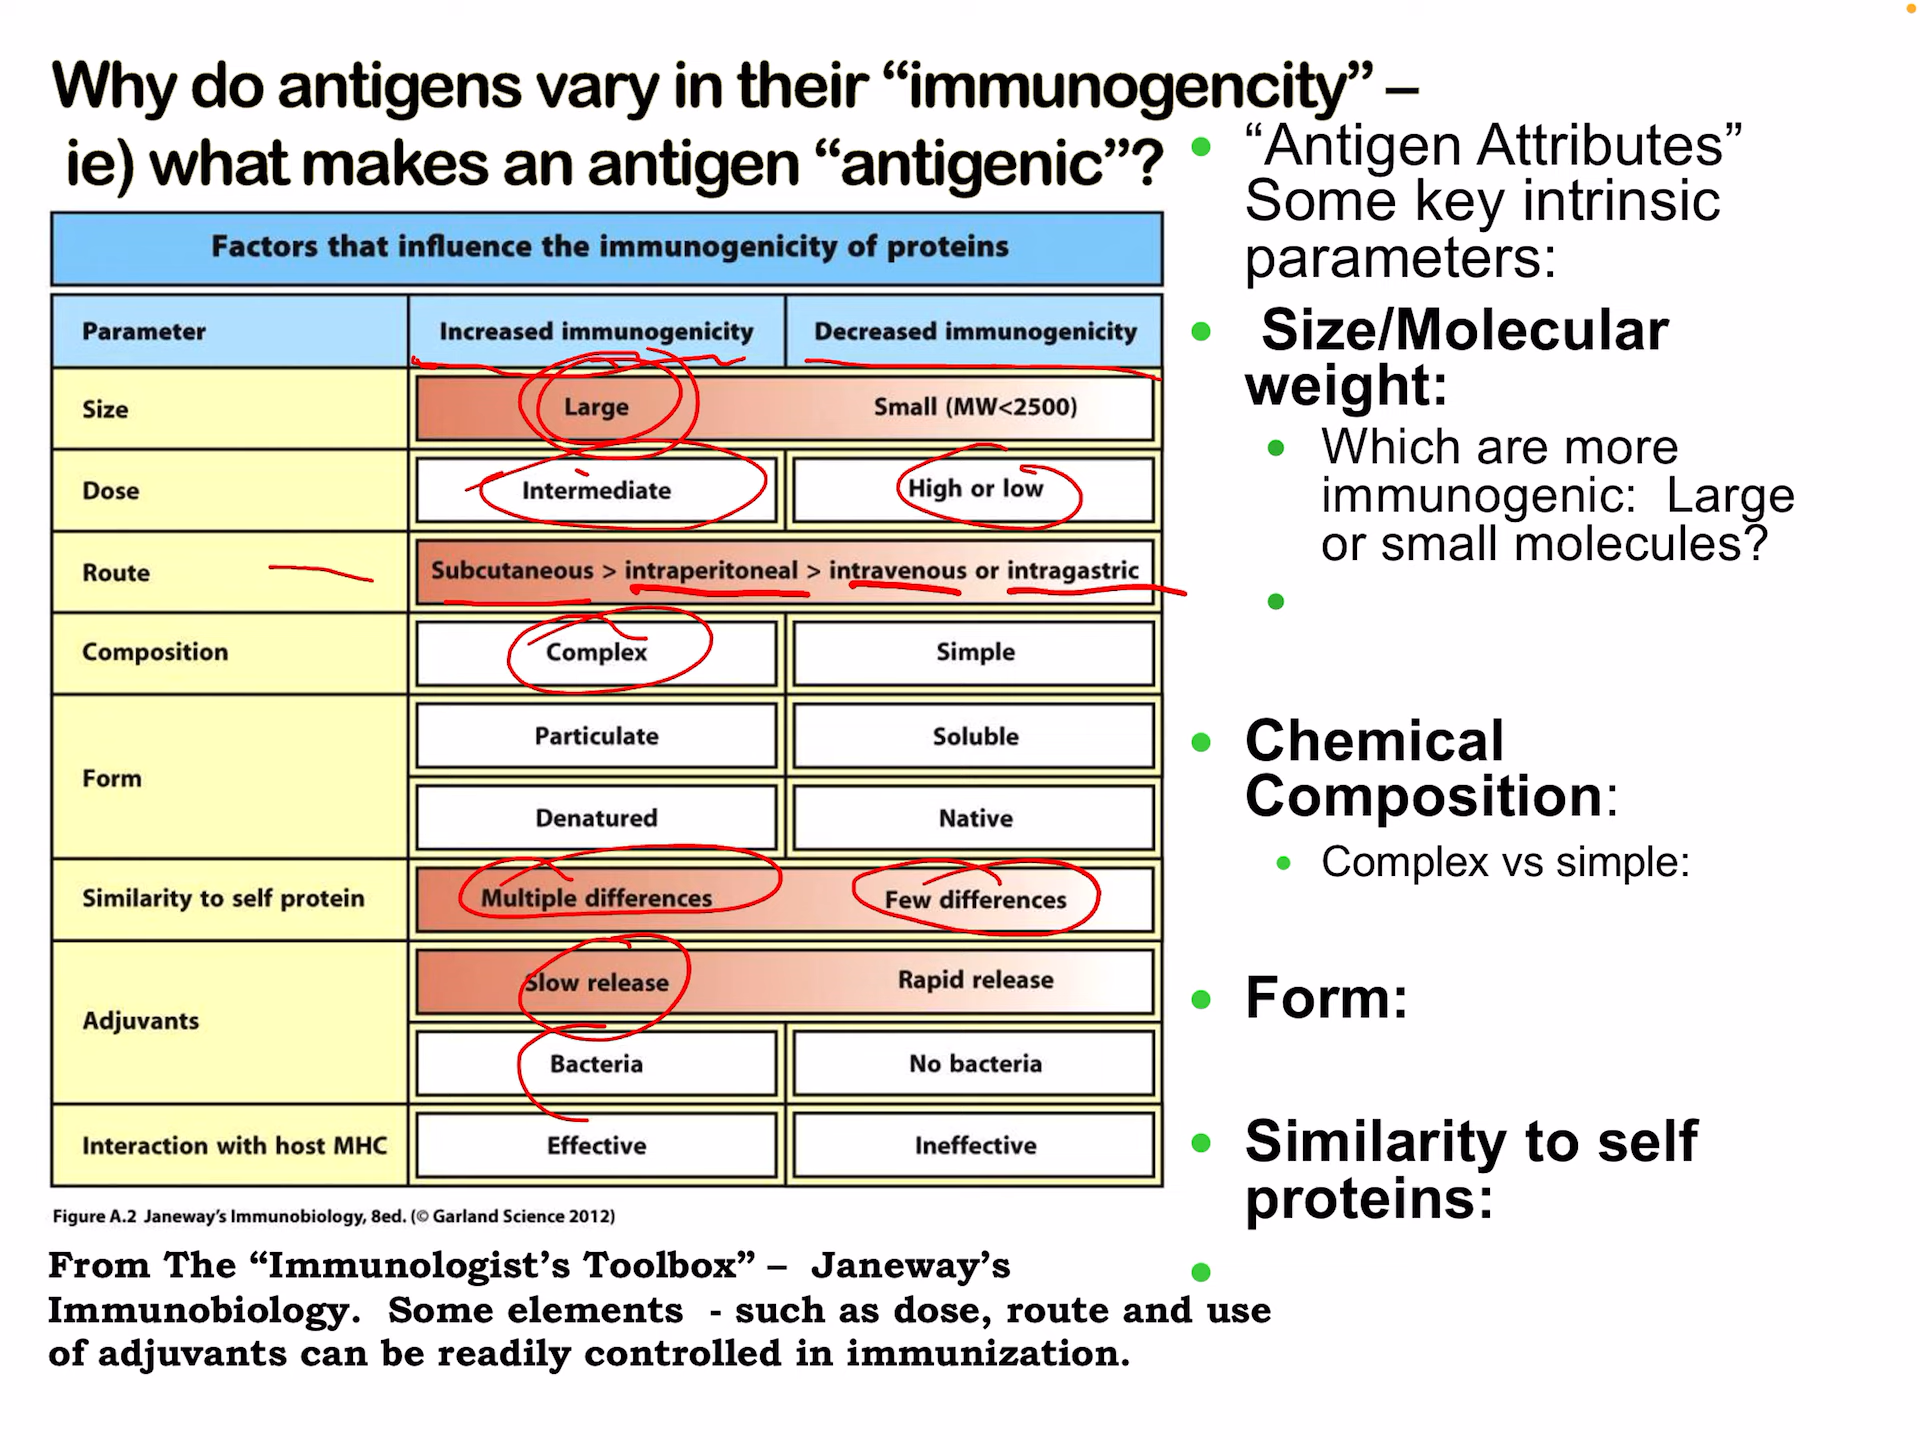 Why do antigens vary in their “immunogencity” –
ie) what makes an antigen “antigenic”?
Factors that influence the immunogenicity of proteins
Parameter Increased immunogenicity Decreased immunogenicity
Size Large Small (MW<2500)
Dose Intermediate High or low
Route Subcutaneous > intraperitoneal > intravenous or intragastric
Composition Complex Simple
Form Particulate Soluble
Denatured Native
Similarity to self protein Multiple differences Few differences
Adjuvants Slow release Rapid release
Bacteria No bacteria
Interaction with host MHC Effective Ineffective
Figure A.2 Janeway’s Immunobiology, 8ed. (© Garland Science 2012)
From The “Immunologist’s Toolbox” – Janeway’s
Immunobiology. Some elements - such as dose, route and use
of adjuvants can be readily controlled in immunization.
• “Antigen Attributes”
Some key intrinsic
parameters:
• Size/Molecular
weight:
• Which are more
immunogenic: Large
or small molecules?
•
• Chemical
Composition:
• Complex vs simple:
• Form:
• Similarity to self
proteins:
•